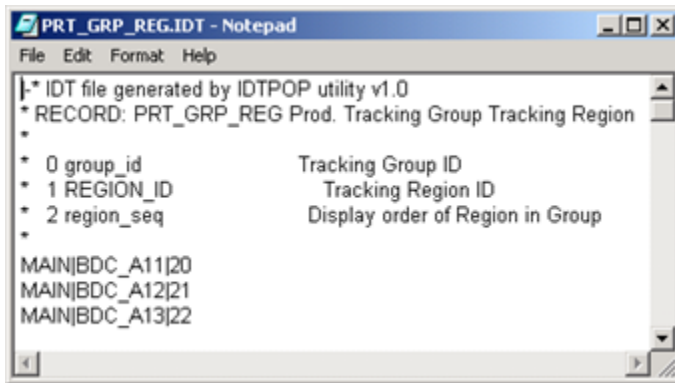 PRT_GRP_REG.IDT - Notepad
File Edit Format Help
-* IDT file generated by IDTPOP utility v1.0
* RECORD: PRT_GRP_REG Prod. Tracking Group Tracking Region
*
* 0 group_id Tracking Group ID
* 1 REGION_ID Tracking Region ID
* 2 region_seq Display order of Region in Group
*
MAIN|BDC_A11|20
MAIN|BDC_A12|21
MAIN|BDC_A13|22